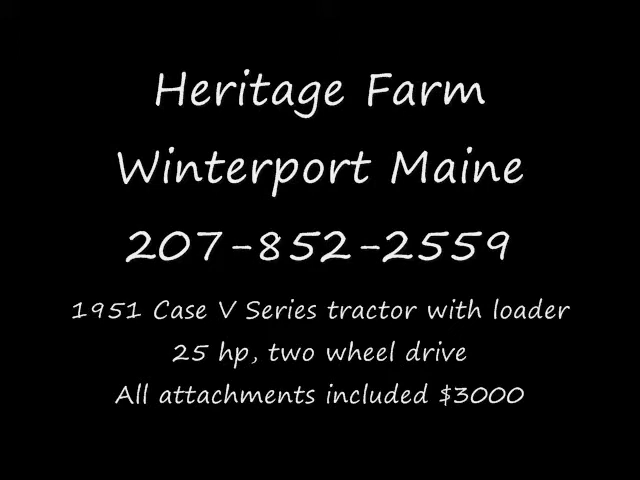 Heritage Farm
Winterport Maine
207-852-2559
1951 Case V Series tractor with loader
25 hp, two wheel drive
All attachments included $3000